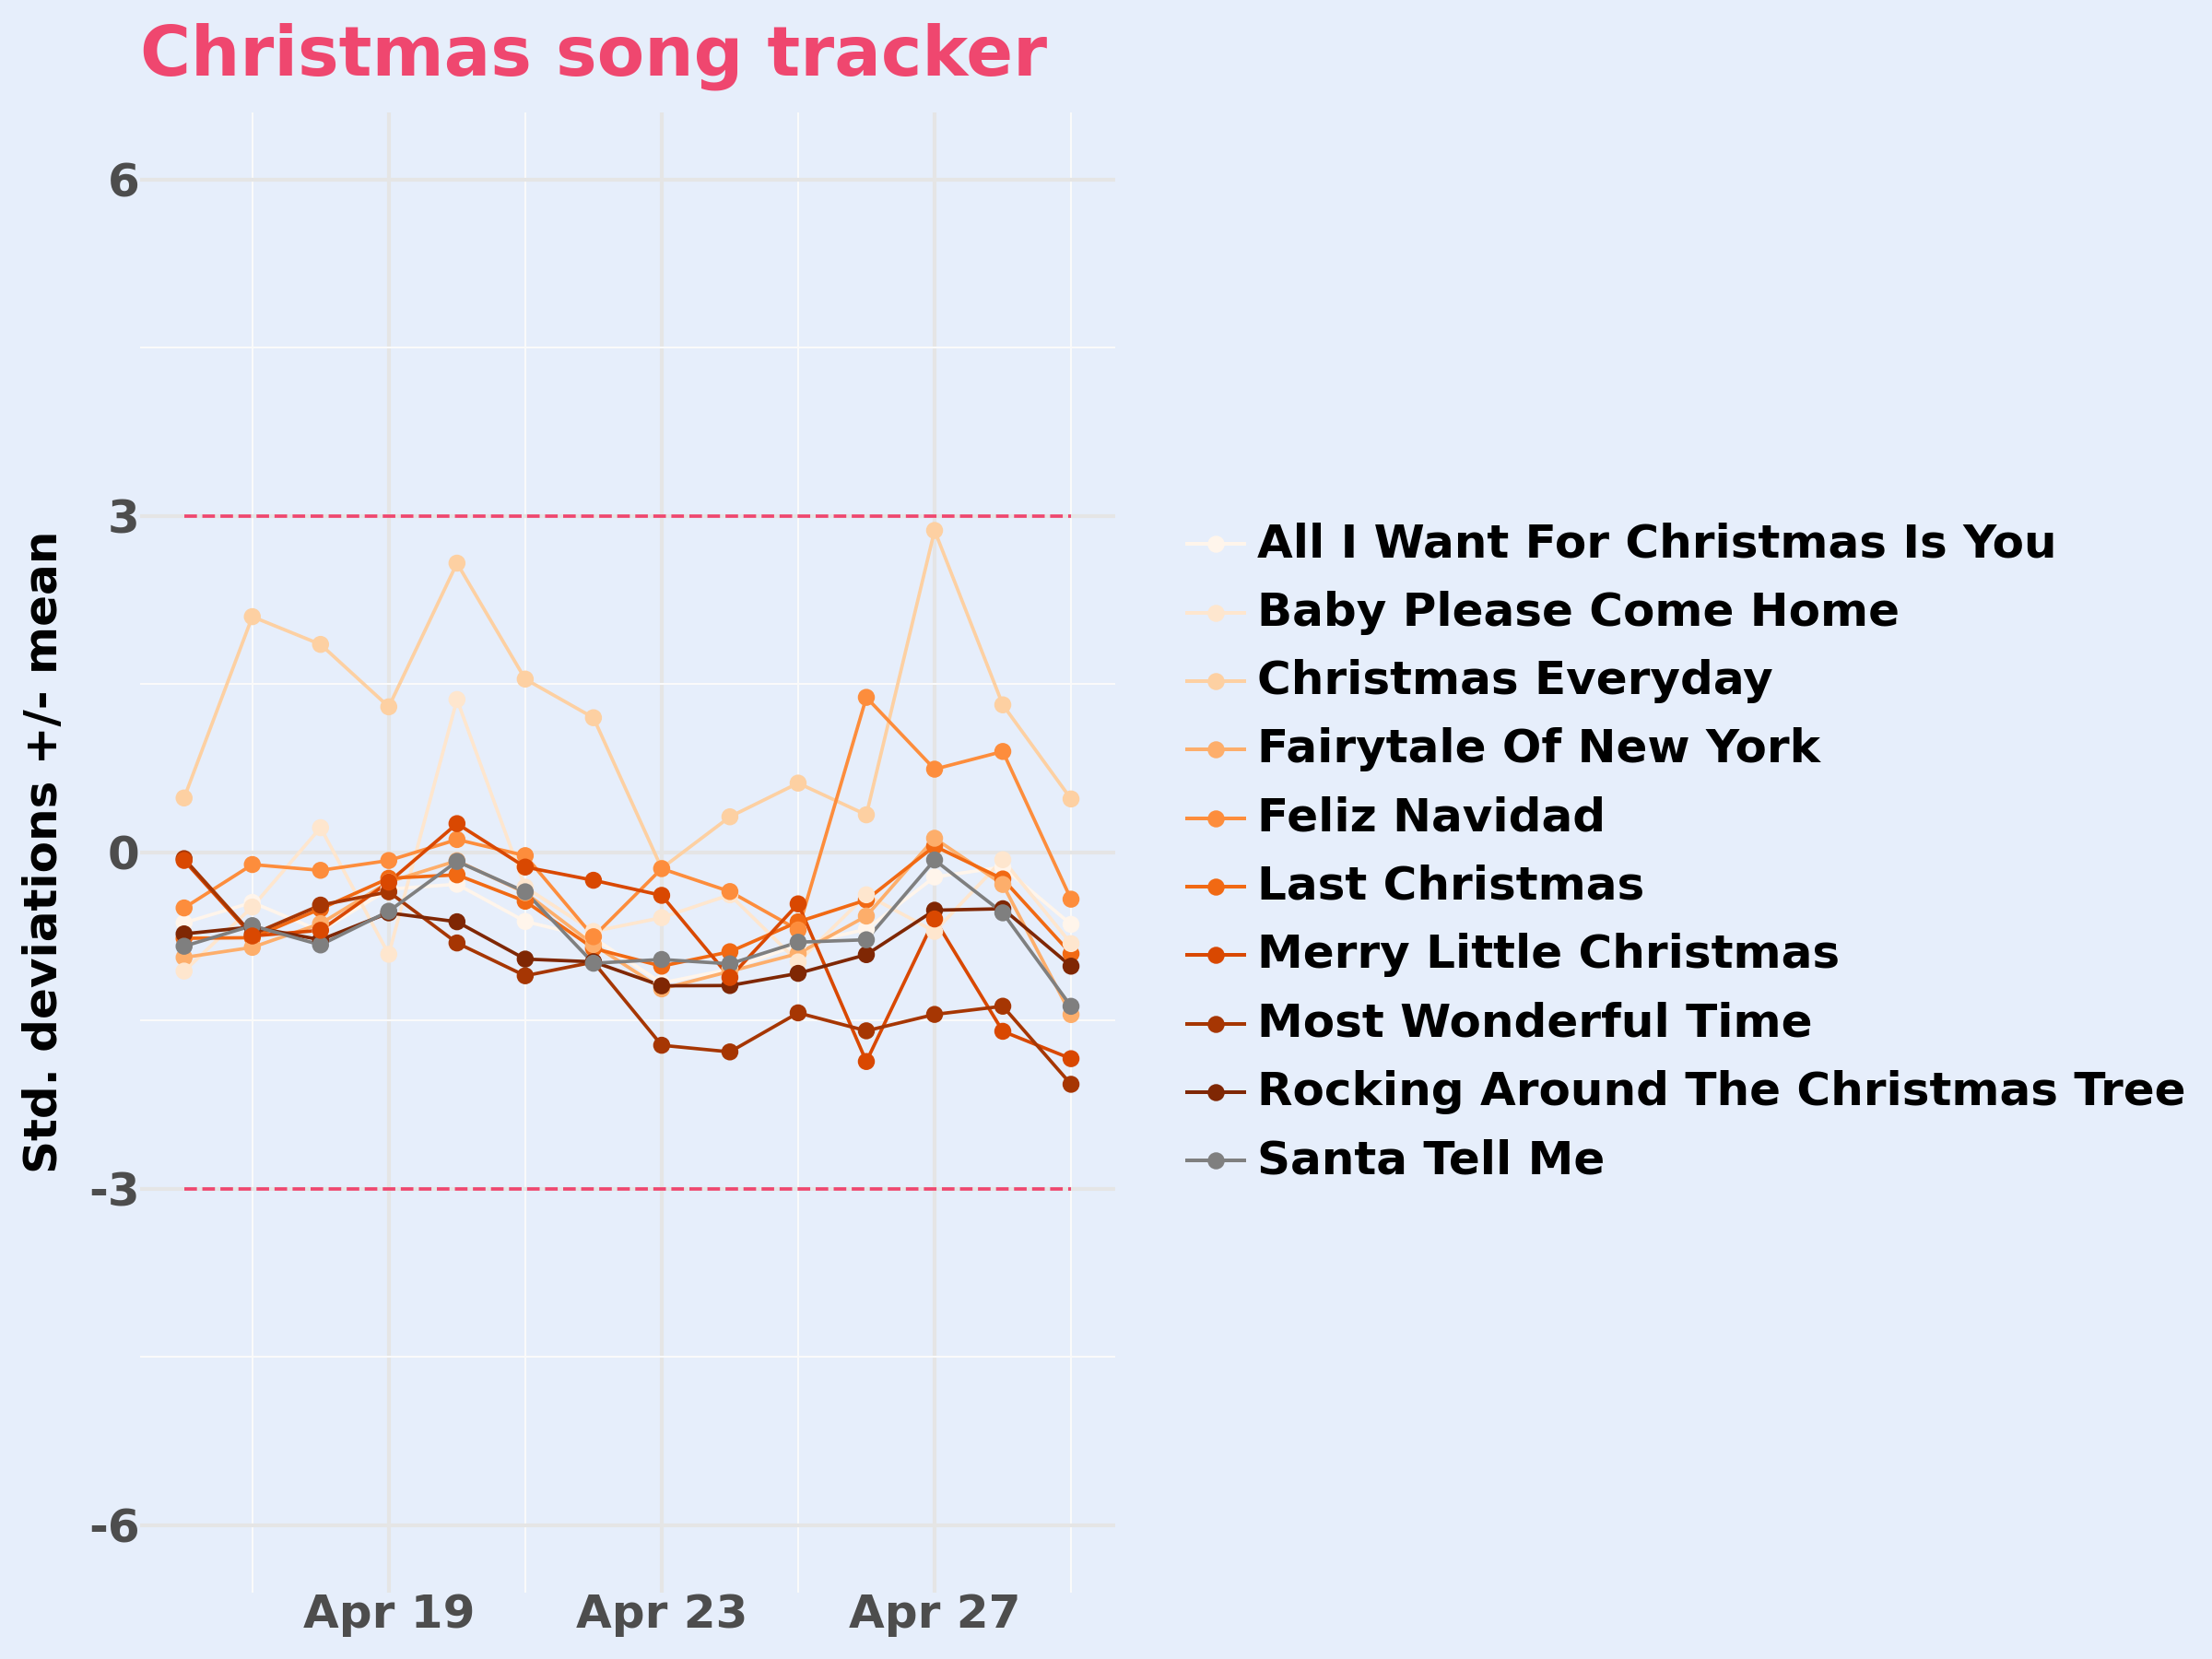 Christmas song tracker
Std. deviations +/- mean
6
3
0
-3
-6
Apr 19
Apr 23
Apr 27
All I Want For Christmas Is You
Baby Please Come Home
Christmas Everyday
Fairytale Of New York
Feliz Navidad
Last Christmas
Merry Little Christmas
Most Wonderful Time
Rocking Around The Christmas Tree
Santa Tell Me